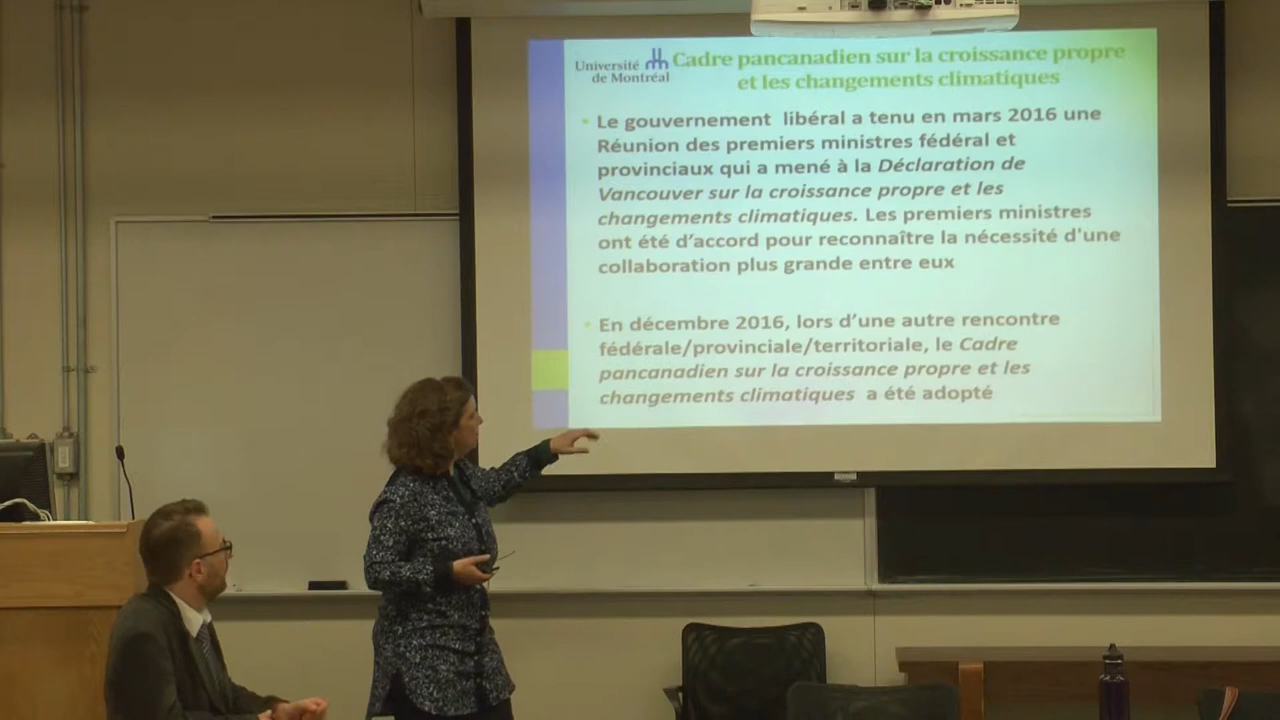 Université
de Montréal
Cadre pancanadien sur la croissance propre
et les changements climatiques
Le gouvernement libéral a tenu en mars 2016 une
Réunion des premiers ministres fédéral et
provinciaux qui a mené à la Déclaration de
Vancouver sur la croissance propre et les
changements climatiques. Les premiers ministres
ont été d’accord pour reconnaître la nécessité d'une
collaboration plus grande entre eux
En décembre 2016, lors d’une autre rencontre
fédérale/provinciale/territoriale, le Cadre
pancanadien sur la croissance propre et les
changements climatiques a été adopté